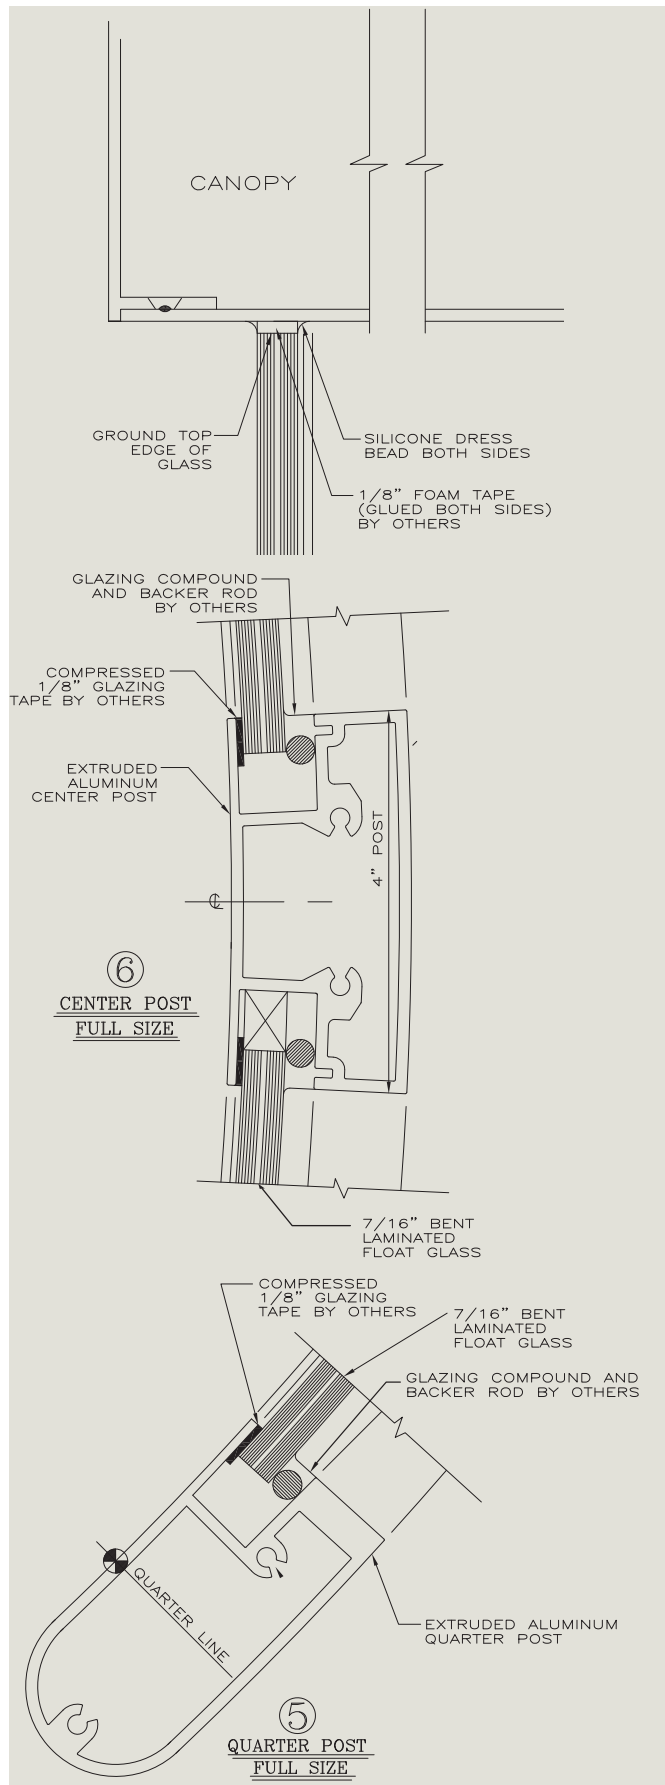 CANOPY
GROUND TOP
EDGE OF
GLASS
SILICONE DRESS
BEAD BOTH SIDES
1/8” FOAM TAPE
(GLUED BOTH SIDES)
BY OTHERS
GLAZING COMPOUND
AND BACKER ROD
BY OTHERS
COMPRESSED
1/8” GLAZING
TAPE BY OTHERS
EXTRUDED
ALUMINUM
CENTER POST
4” POST
℄
6
CENTER POST
FULL SIZE
7/16” BENT
LAMINATED
FLOAT GLASS
COMPRESSED
1/8” GLAZING
TAPE BY OTHERS
7/16” BENT
LAMINATED
FLOAT GLASS
GLAZING COMPOUND AND
BACKER ROD BY OTHERS
QUARTER LINE
EXTRUDED ALUMINUM
QUARTER POST
5
QUARTER POST
FULL SIZE